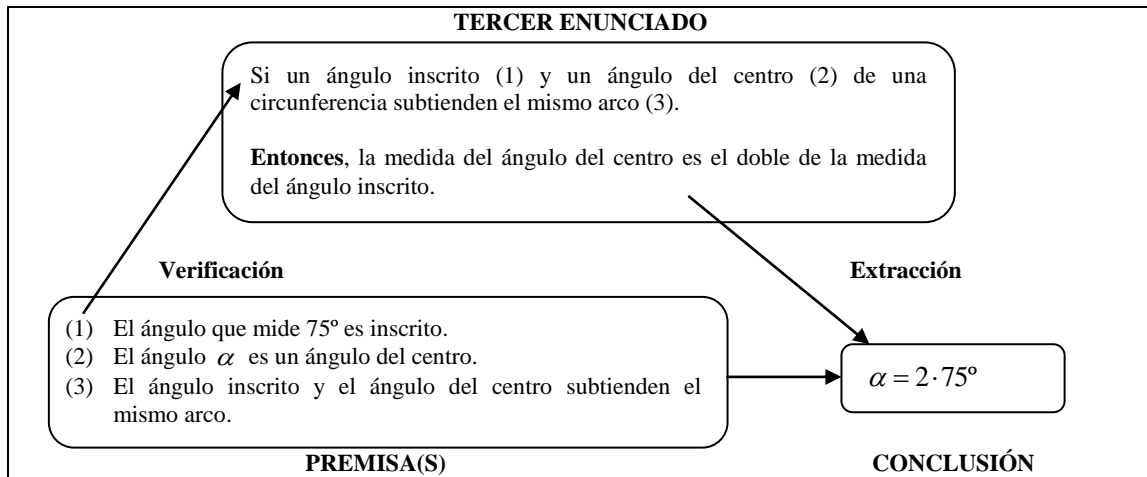 TERCER ENUNCIADO
Si un ángulo inscrito (1) y un ángulo del centro (2) de una
circunferencia subtienden el mismo arco (3).
Entonces, la medida del ángulo del centro es el doble de la medida
del ángulo inscrito.
Verificación
Extracción
(1) El ángulo que mide 75º es inscrito.
(2) El ángulo α es un ángulo del centro.
(3) El ángulo inscrito y el ángulo del centro subtienden el
mismo arco.
α = 2·75º
PREMISA(S)
CONCLUSIÓN